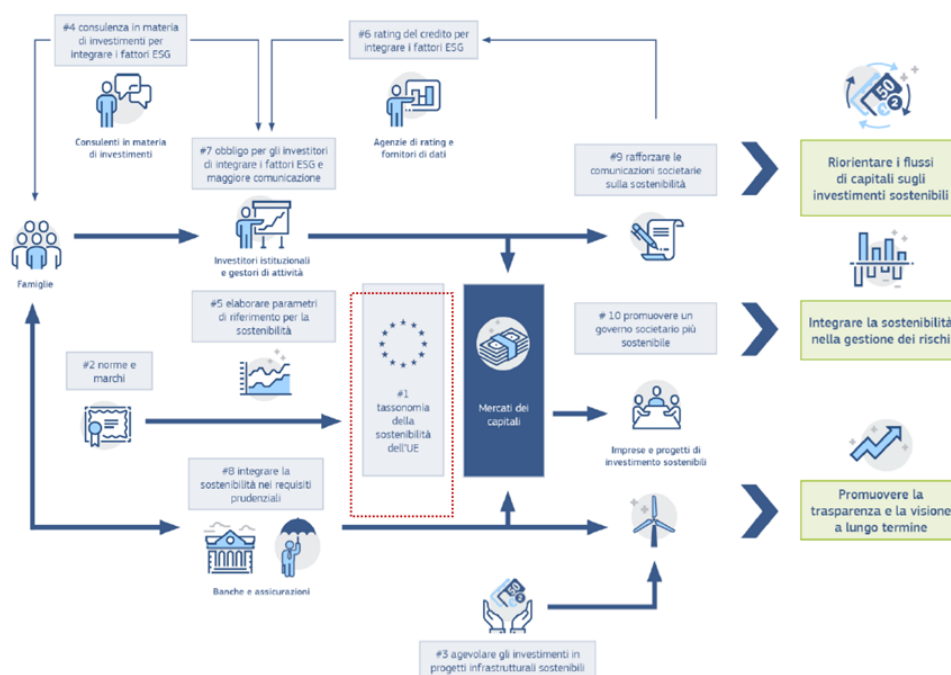 #4 consulenza in materia
di investimenti per
integrare i fattori ESG
#6 rating del credito per
integrare i fattori ESG
Consulenti in materia
di investimenti
Agenzie di rating e
fornitori di dati
#7 obbligo per gli investitori
di integrare i fattori ESG e
maggiore comunicazione
#9 rafforzare le
comunicazioni societarie
sulla sostenibilità
50
2
Riorientare i flussi
di capitali sugli
investimenti sostenibili
Famiglie
Investitori istituzionali
e gestori di attività
#5 elaborare parametri
di riferimento per la
sostenibilità
# 10 promuovere un
governo societario più
sostenibile
Integrare la sostenibilità
nella gestione dei rischi
#2 norme e
marchi
#1
tassonomia
della
sostenibilità
dell'UE
Mercati dei
capitali
Imprese e progetti di
investimento sostenibili
#8 integrare la
sostenibilità nei requisiti
prudenziali
Promuovere la
trasparenza e la visione
a lungo termine
Banche e assicurazioni
50
2
#3 agevolare gli investimenti in
progetti infrastrutturali sostenibili